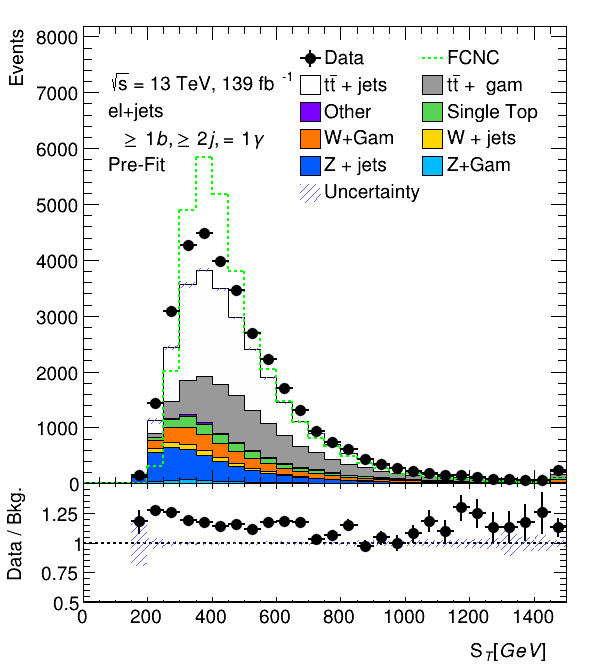 8000
7000
6000
5000
4000
3000
2000
1000
0
Events
Data
FCNC
tt̄ + jets
tt̄ + gam
Other
Single Top
W+Gam
W + jets
Z + jets
Z+Gam
Uncertainty
√s = 13 TeV, 139 fb⁻¹
el+jets
≥ 1b, ≥ 2j, = 1γ
Pre-Fit
Data / Bkg.
1.25
1
0.75
0.5
0 200 400 600 800 1000 1200 1400
S_T[GeV]